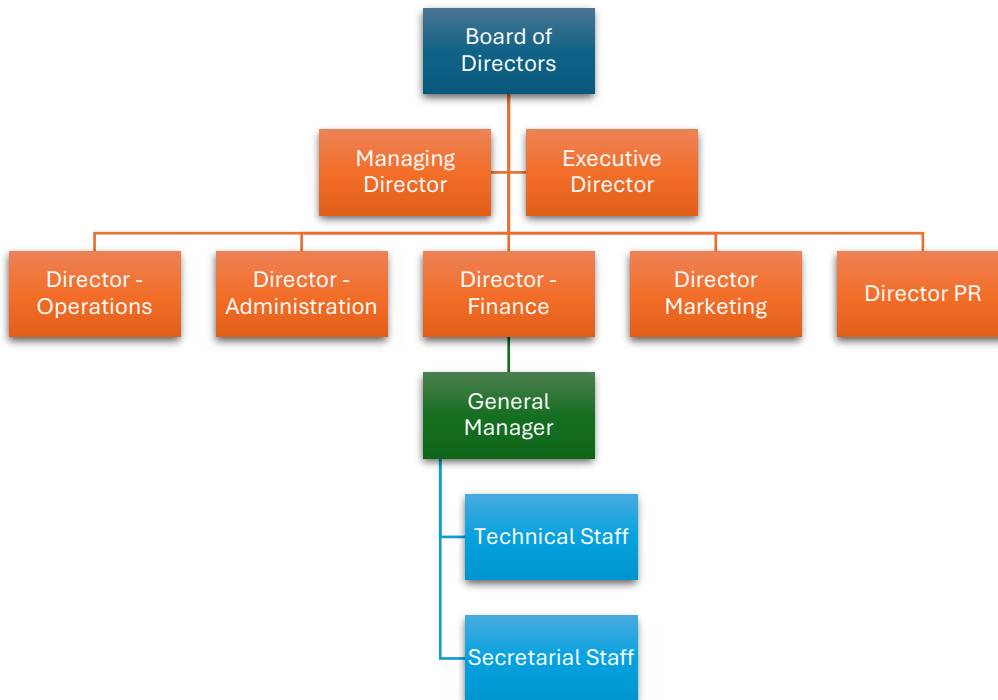 Board of
Directors
Managing
Director
Executive
Director
Director -
Operations
Director -
Administration
Director -
Finance
Director
Marketing
Director PR
General
Manager
Technical Staff
Secretarial Staff